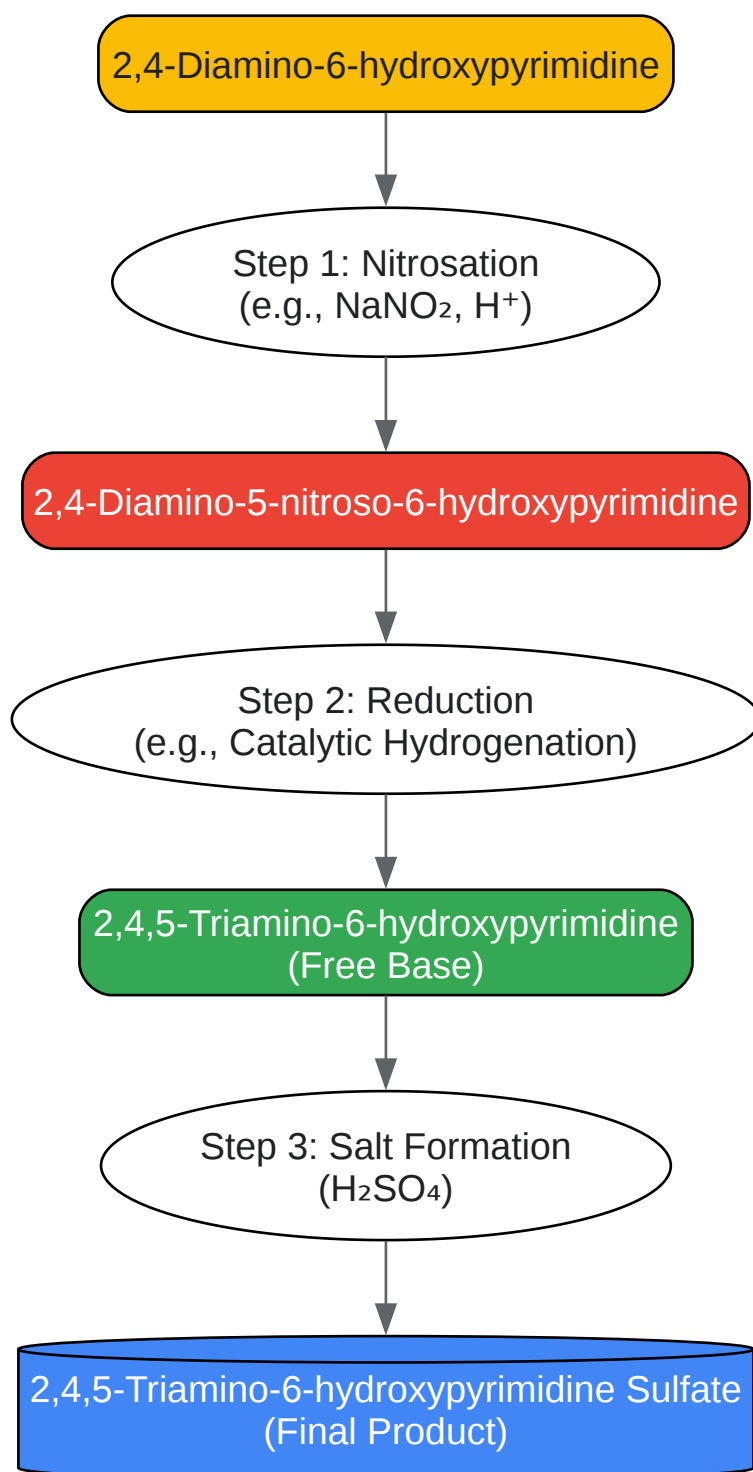 2,4-Diamino-6-hydroxypyrimidine
Step 1: Nitrosation
(e.g., NaNO₂, H⁺)
2,4-Diamino-5-nitroso-6-hydroxypyrimidine
Step 2: Reduction
(e.g., Catalytic Hydrogenation)
2,4,5-Triamino-6-hydroxypyrimidine
(Free Base)
Step 3: Salt Formation
(H₂SO₄)
2,4,5-Triamino-6-hydroxypyrimidine Sulfate
(Final Product)